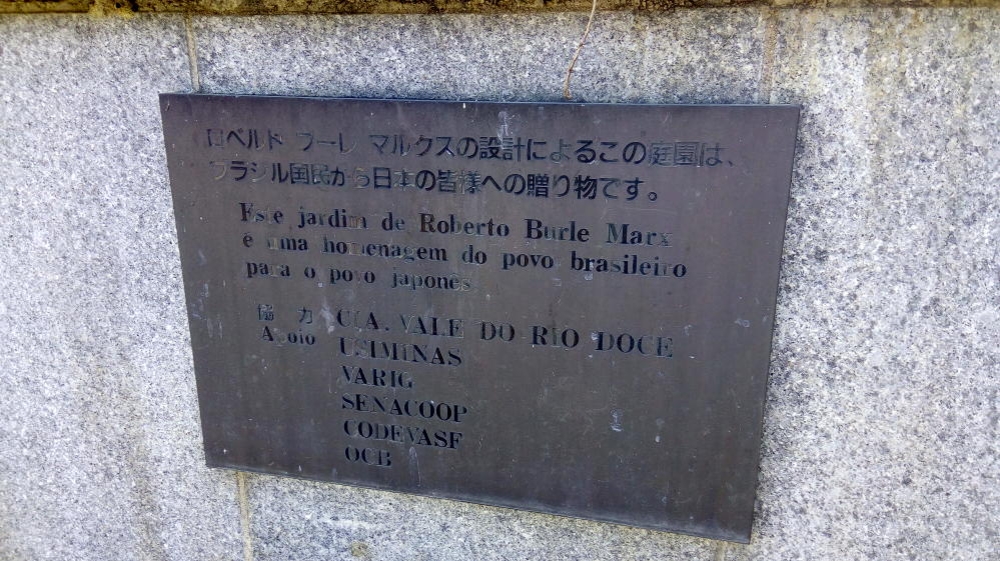 ロベルド ブーレ マルクスの設計によるこの庭園は、
ブラジル国民から日本の皆様への贈り物です。
Este jardim de Roberto Burle Marx
é uma homenagem do povo brasileiro
para o povo japonês
協 力 CIA. VALE DO RIO DOCE
Apoio USIMINAS
VARIG
SENACOOP
CODEVASF
OCB